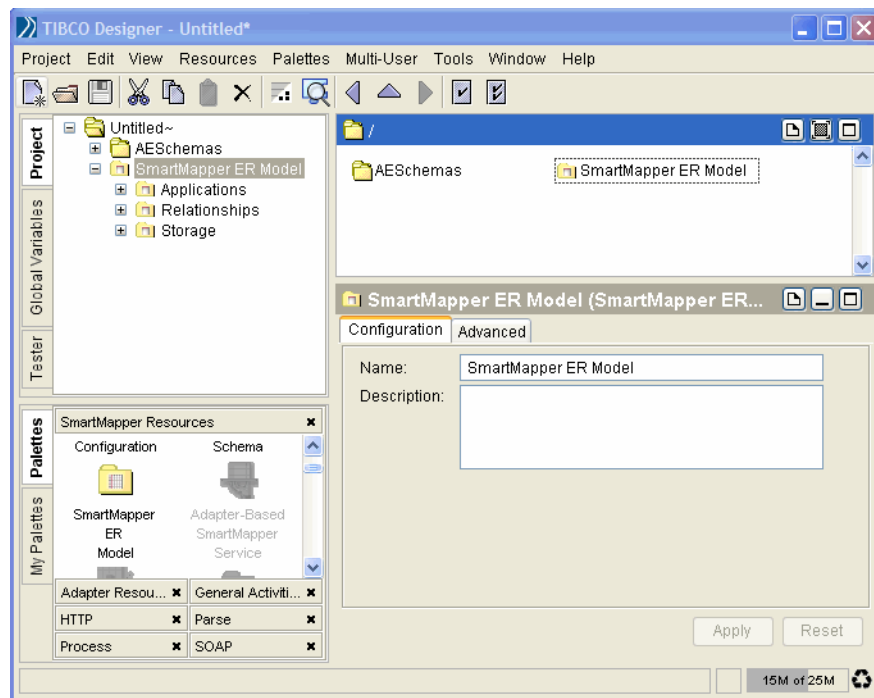 TIBCO Designer - Untitled*
Project Edit View Resources Palettes Multi-User Tools Window Help
Project
Global Variables
Tester
Untitled~
AESchemas
SmartMapper ER Model
Applications
Relationships
Storage
/
AESchemas SmartMapper ER Model
SmartMapper ER Model (SmartMapper ER...
Configuration Advanced
Name: SmartMapper ER Model
Description:
Palettes
My Palettes
SmartMapper Resources
Configuration Schema
SmartMapper
ER
Model
Adapter-Based
SmartMapper
Service
Adapter Resou... General Activiti...
HTTP Parse
Process SOAP
Apply Reset
15M of 25M